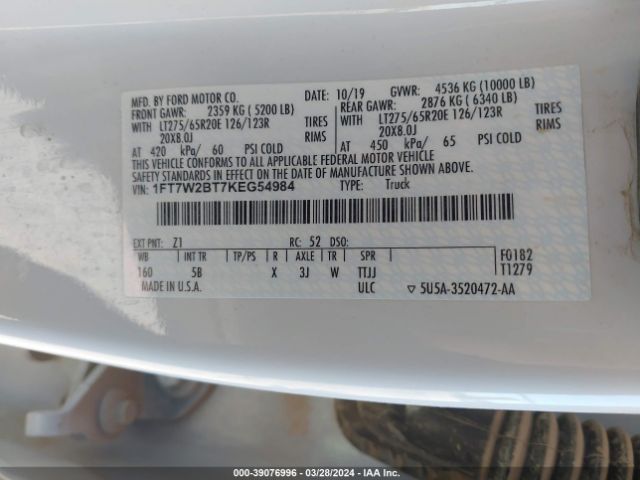 MFD. BY FORD MOTOR CO.
DATE: 10/19 GVWR: 4536 KG (10000 LB)
FRONT GAWR: 2359 KG (5200 LB)
REAR GAWR: 2876 KG (6340 LB)
WITH LT275/65R20E 126/123R TIRES
WITH LT275/65R20E 126/123R TIRES
20X8.0J RIMS
20X8.0J RIMS
AT 420 kPa/ 60 PSI COLD
AT 450 kPa/ 65 PSI COLD
THIS VEHICLE CONFORMS TO ALL APPLICABLE FEDERAL MOTOR VEHICLE
SAFETY STANDARDS IN EFFECT ON THE DATE OF MANUFACTURE SHOWN ABOVE.
VIN: 1FT7W2BT7KEG54984 TYPE: Truck
EXT PNT: Z1 RC: 52 DSO:
WB INT TR TP/PS R AXLE TR SPR F0182
160 5B X 3J W TTJJ T1279
MADE IN U.S.A. ULC ▽ 5U5A-3520472-AA
000-39076996 | 03/28/2024 | IAAI.COM